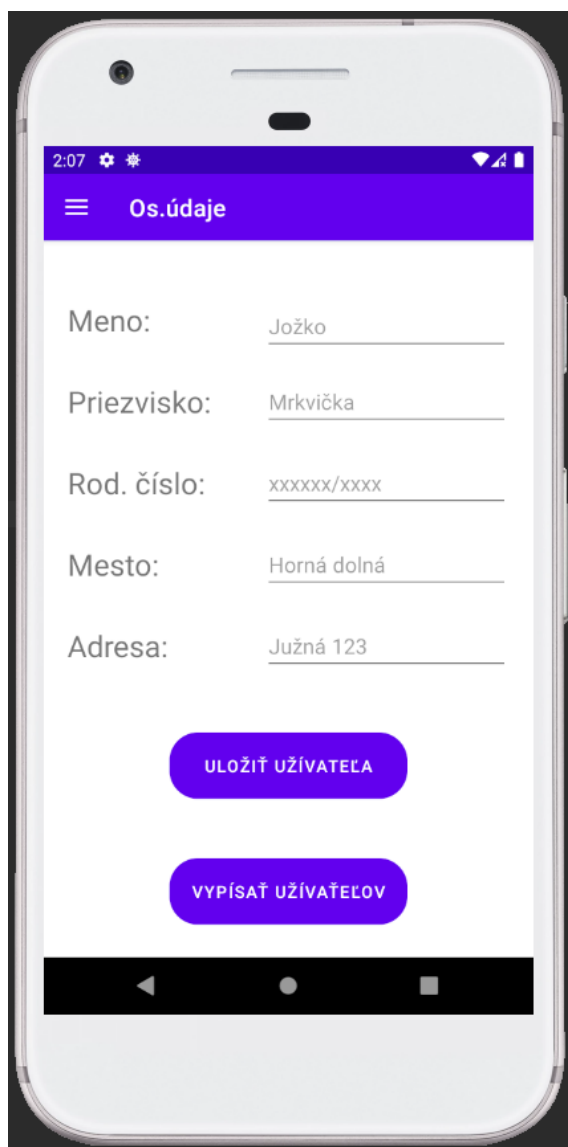 2:07
Os.údaje
Meno: Jožko
Priezvisko: Mrkvička
Rod. číslo: xxxxxx/xxxx
Mesto: Horná dolná
Adresa: Južná 123
ULOŽIŤ UŽÍVATEĽA
VYPÍSAŤ UŽÍVAŤEĽOV